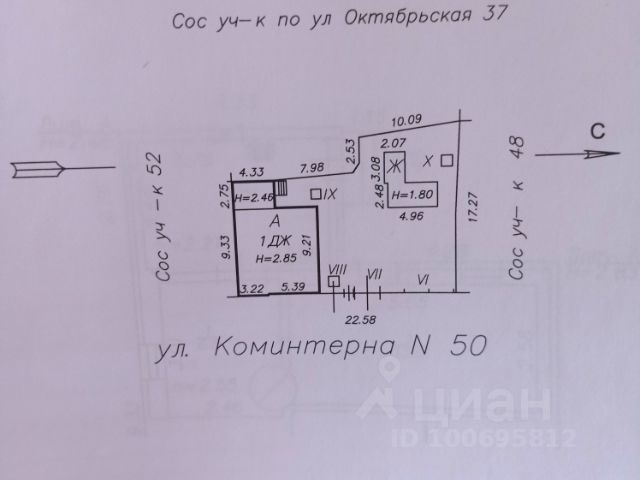 Сос уч-к по ул Октябрьская 37
10.09
2.53
2.07
С
4.33
7.98
3.08
Ж
X
Сос уч-к 52
2.75
H=2.46
IX
2.48
H=1.80
17.27
Сос уч-к 48
А
4.96
9.33
1 ДЖ
9.21
H=2.85
VIII
VII
VI
3.22
5.39
22.58
ул. Коминтерна N 50
циан
ID 100695812